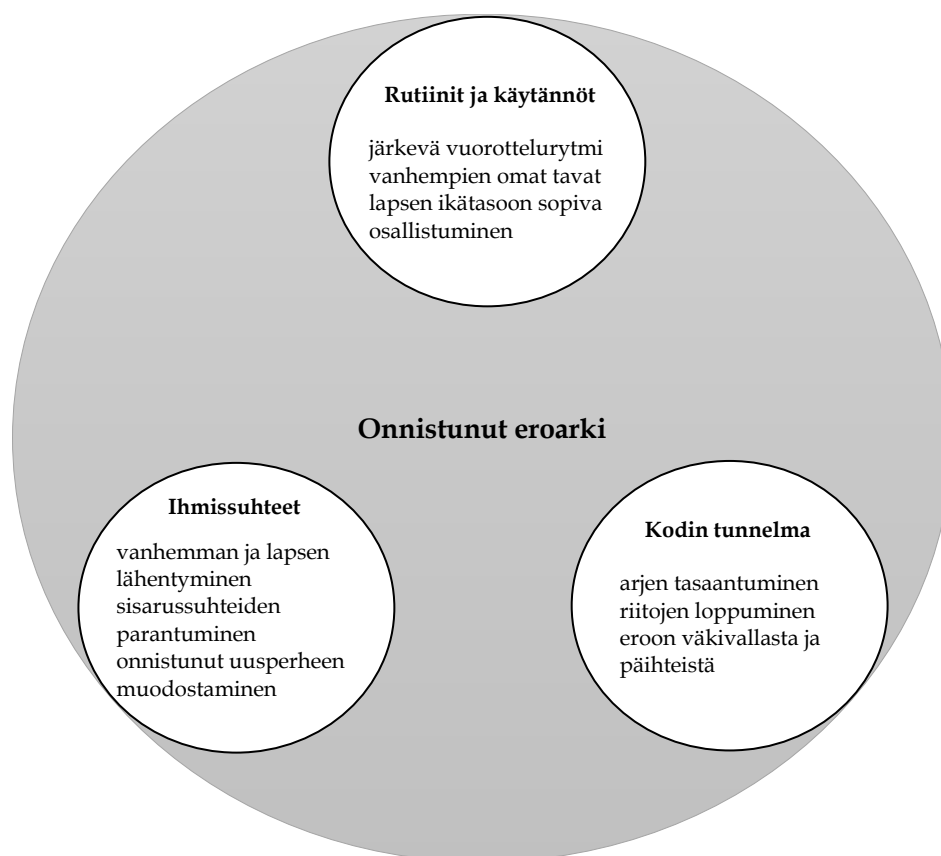 Rutiinit ja käytännöt
järkevä vuorottelurytmi
vanhempien omat tavat
lapsen ikätasoon sopiva
osallistuminen
Onnistunut eroarki
Ihmissuhteet
vanhemman ja lapsen
lähentyminen
sisarussuhteiden
parantuminen
onnistunut uusperheen
muodostaminen
Kodin tunnelma
arjen tasaantuminen
riitojen loppuminen
eroon väkivallasta ja
päihteistä